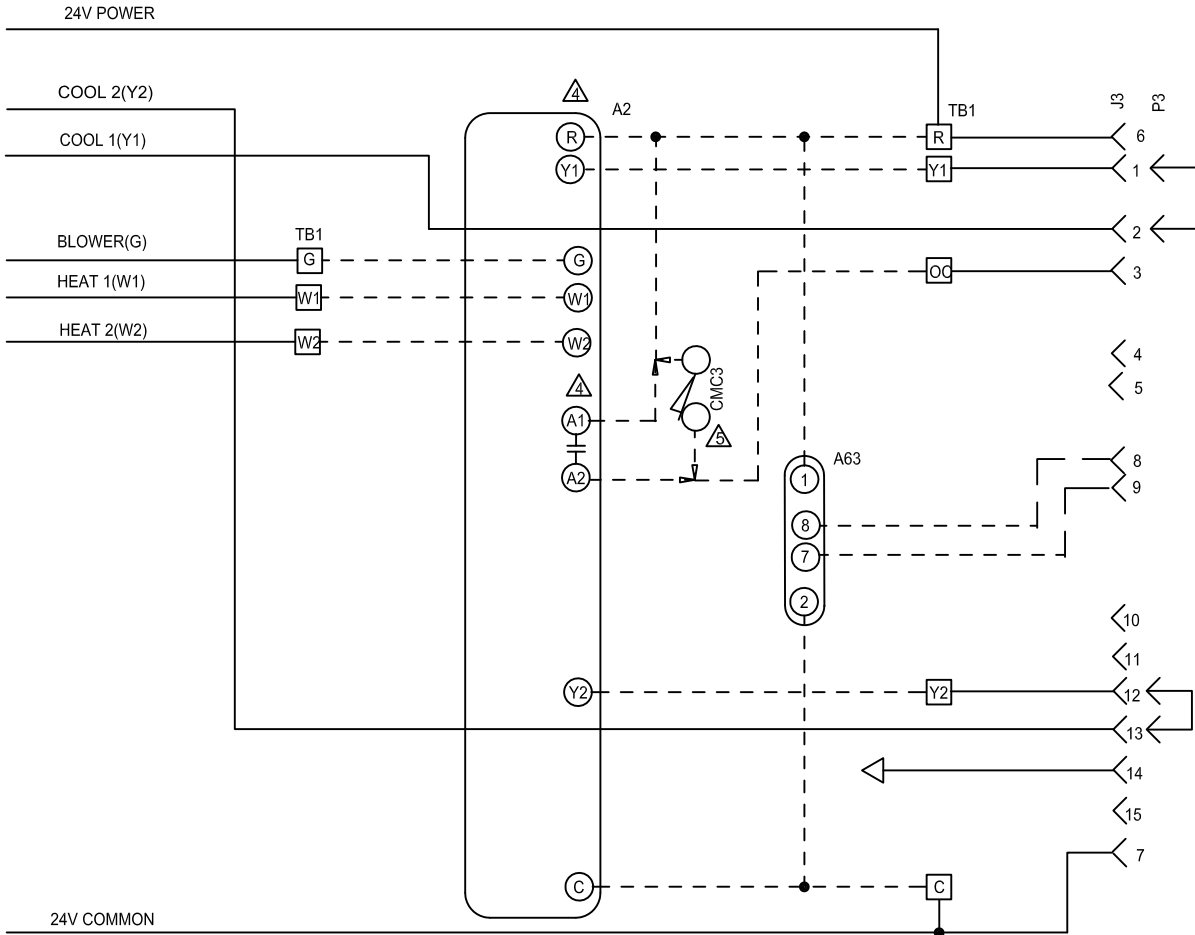 24V POWER
COOL 2(Y2)
4
A2
TB1
J3
P3
COOL 1(Y1)
R
R
6
Y1
Y1
1
2
BLOWER(G)
TB1
G
G
OC
3
HEAT 1(W1)
W1
W1
HEAT 2(W2)
W2
W2
4
4
5
CMC3
A1
5
A63
A2
1
8
9
8
7
2
10
11
Y2
Y2
12
13
14
15
7
C
C
24V COMMON